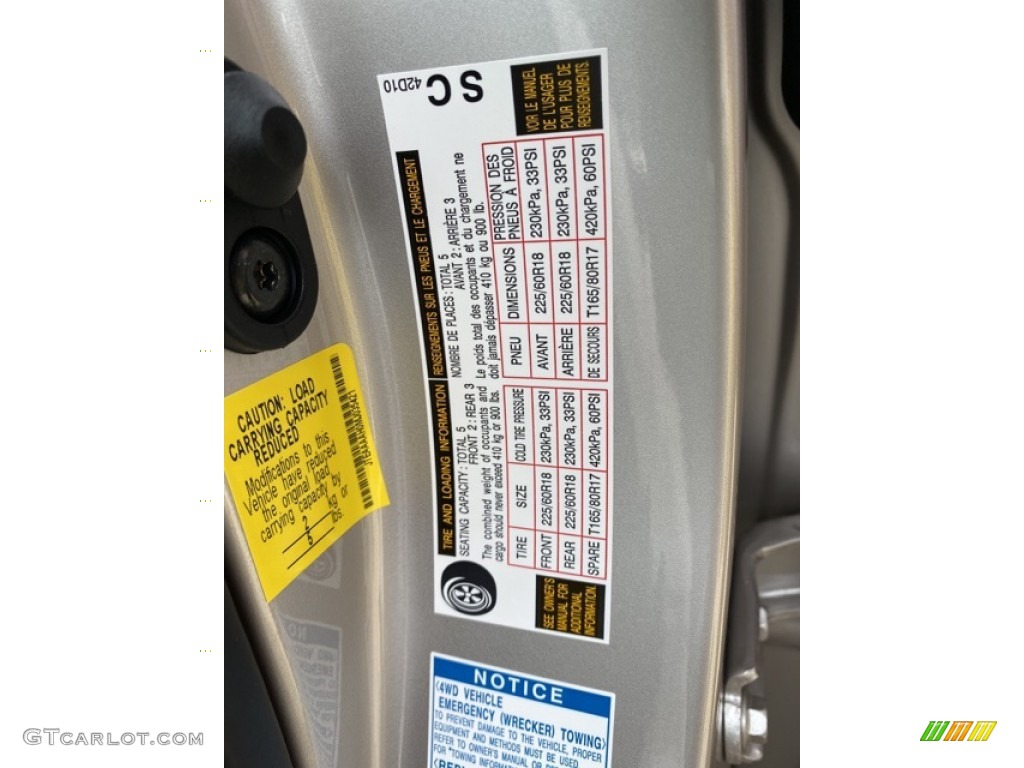 CAUTION: LOAD
CARRYING CAPACITY
REDUCED
Modifications to this
Vehicle have reduced
the original load
carrying capacity by
2 kg or
5 lbs.
TIRE AND LOADING INFORMATION
SEATING CAPACITY : TOTAL 5
FRONT 2 : REAR 3
The combined weight of occupants and
cargo should never exceed 410 kg or 900 lbs.
TIRE SIZE COLD TIRE PRESSURE
FRONT 225/60R18 230kPa, 33PSI
REAR 225/60R18 230kPa, 33PSI
SPARE T165/80R17 420kPa, 60PSI
SEE OWNER'S
MANUAL FOR
ADDITIONAL
INFORMATION.
RENSEIGNEMENTS SUR LES PNEUS ET LE CHARGEMENT
NOMBRE DE PLACES : TOTAL 5
AVANT 2 : ARRIÈRE 3
Le poids total des occupants et du chargement ne
doit jamais dépasser 410 kg ou 900 lb.
PNEU DIMENSIONS PRESSION DES
PNEUS À FROID
AVANT 225/60R18 230kPa, 33PSI
ARRIÈRE 225/60R18 230kPa, 33PSI
DE SECOURS T165/80R17 420kPa, 60PSI
VOIR LE MANUEL
DE L'USAGER
POUR PLUS DE
RENSEIGNEMENTS.
42D10
SC
NOTICE
<4WD VEHICLE
EMERGENCY (WRECKER) TOWING>
TO PREVENT DAMAGE TO THE VEHICLE, PROPER
EQUIPMENT AND METHODS MUST BE USED
REFER TO OWNER'S MANUAL OR
FOR "TOWING
GTCARLOT.COM